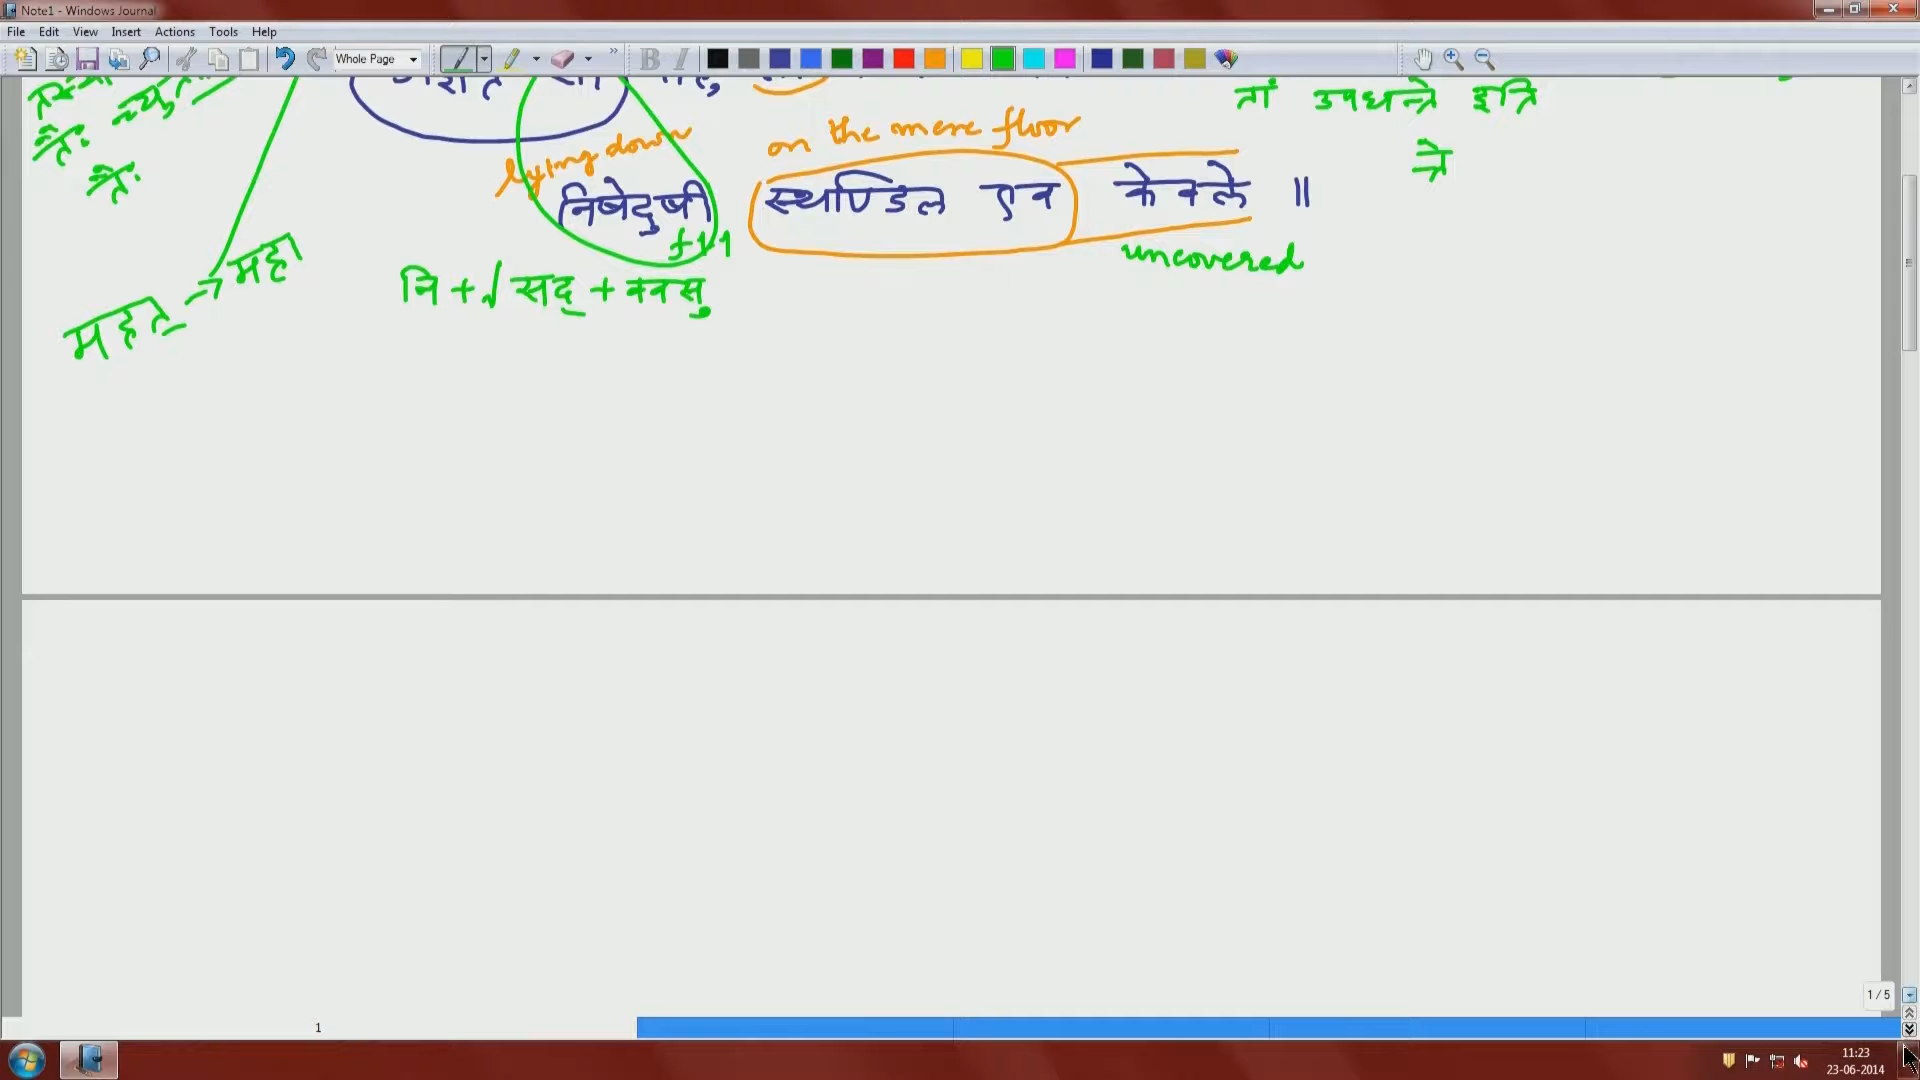 Note1 - Windows Journal
File Edit View Insert Actions Tools Help
Whole Page
तां उपधन्त्रे इति
on the mere floor
lying down
निषेदुषी स्थण्डिल एव केवले ॥
f 1.1
uncovered
महत् → महा
नि + √सद् + क्वसु
1 / 5
1
11:23
23-06-2014